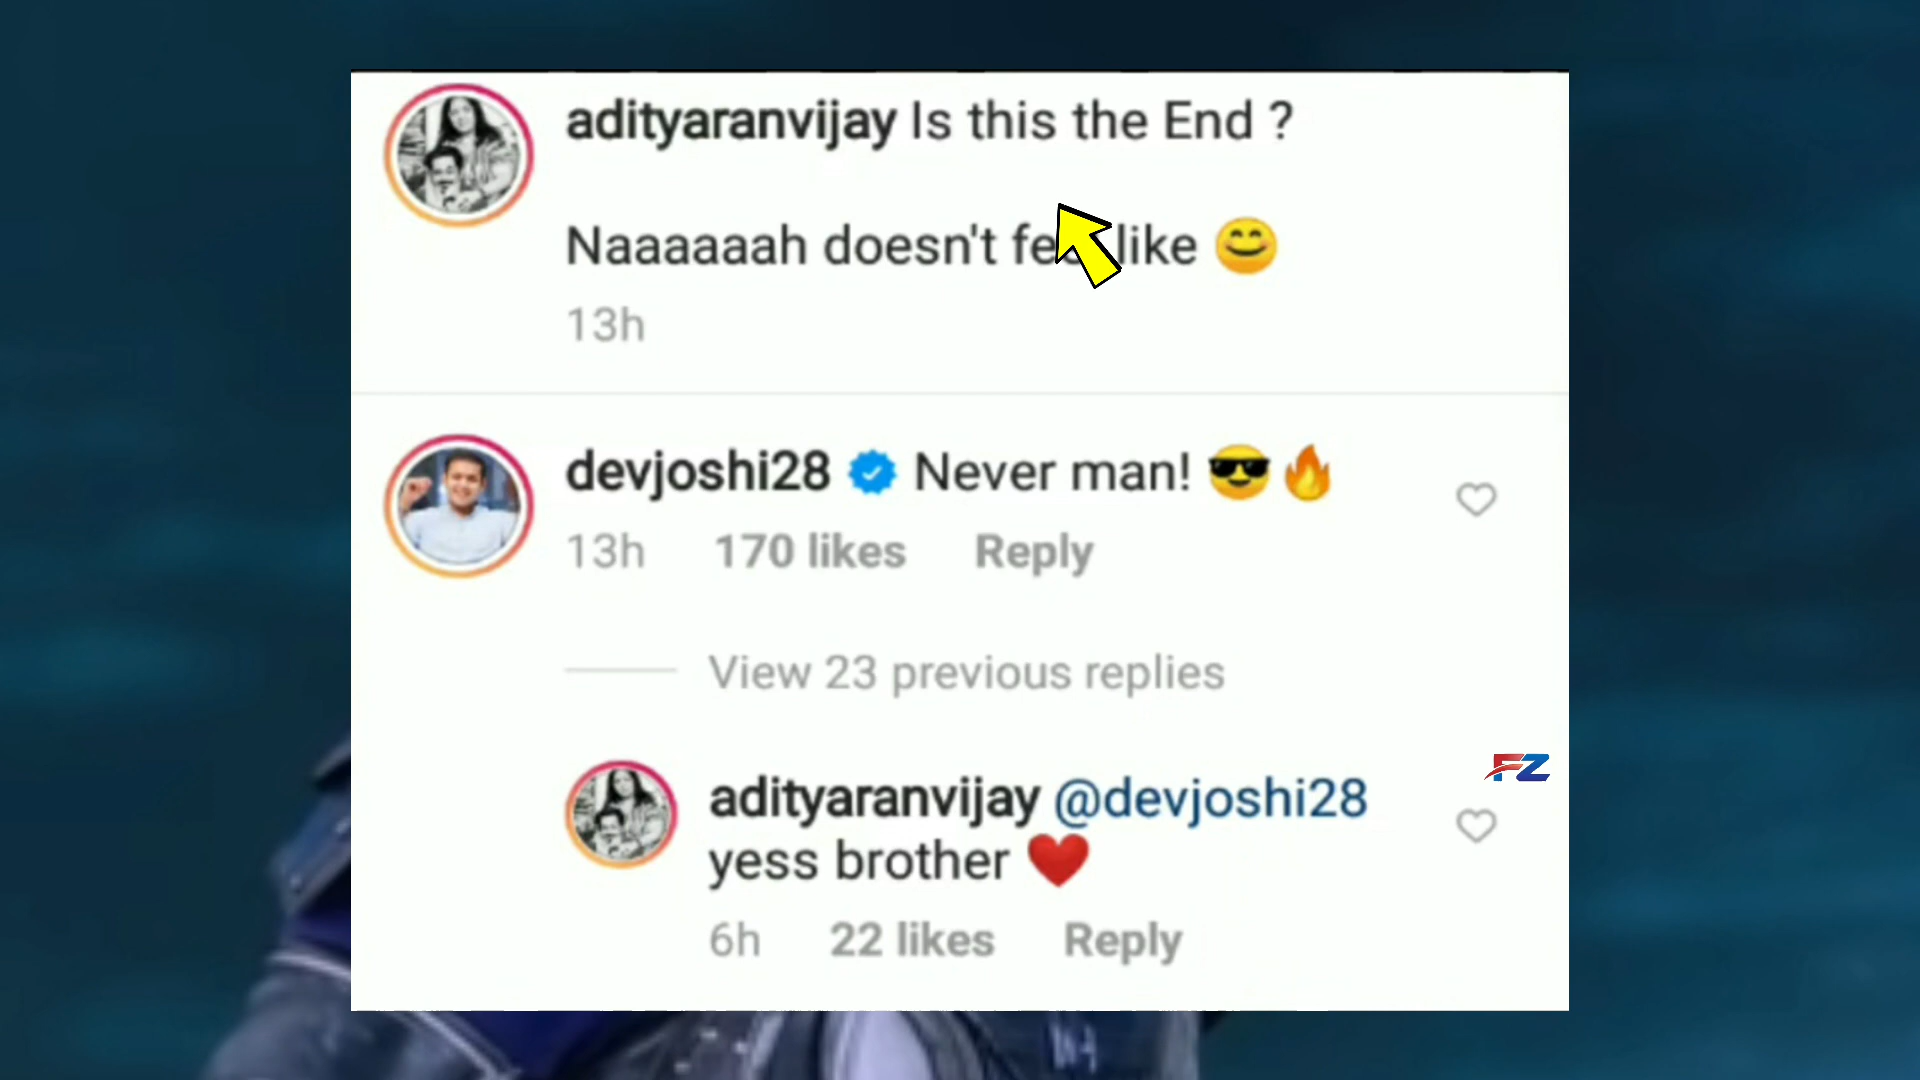 adityaranvijay Is this the End ?
Naaaaaah doesn't feel like 😊
13h
devjoshi28 Never man! 😎🔥
13h 170 likes Reply
View 23 previous replies
FZ
adityaranvijay @devjoshi28
yess brother ❤️
6h 22 likes Reply